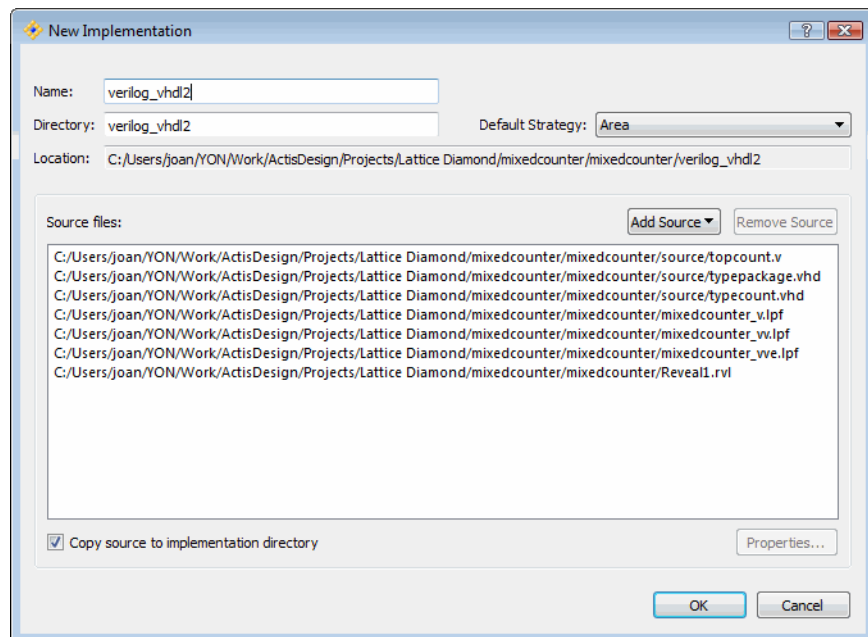 New Implementation
Name: verilog_vhdl2
Directory: verilog_vhdl2 Default Strategy: Area
Location: C:/Users/joan/YON/Work/ActisDesign/Projects/Lattice Diamond/mixedcounter/mixedcounter/verilog_vhdl2
Source files: Add Source Remove Source
C:/Users/joan/YON/Work/ActisDesign/Projects/Lattice Diamond/mixedcounter/mixedcounter/source/topcount.v
C:/Users/joan/YON/Work/ActisDesign/Projects/Lattice Diamond/mixedcounter/mixedcounter/source/typepackage.vhd
C:/Users/joan/YON/Work/ActisDesign/Projects/Lattice Diamond/mixedcounter/mixedcounter/source/typecount.vhd
C:/Users/joan/YON/Work/ActisDesign/Projects/Lattice Diamond/mixedcounter/mixedcounter/mixedcounter_v.lpf
C:/Users/joan/YON/Work/ActisDesign/Projects/Lattice Diamond/mixedcounter/mixedcounter/mixedcounter_vv.lpf
C:/Users/joan/YON/Work/ActisDesign/Projects/Lattice Diamond/mixedcounter/mixedcounter/mixedcounter_vve.lpf
C:/Users/joan/YON/Work/ActisDesign/Projects/Lattice Diamond/mixedcounter/mixedcounter/Reveal1.rvl
Copy source to implementation directory Properties...
OK Cancel